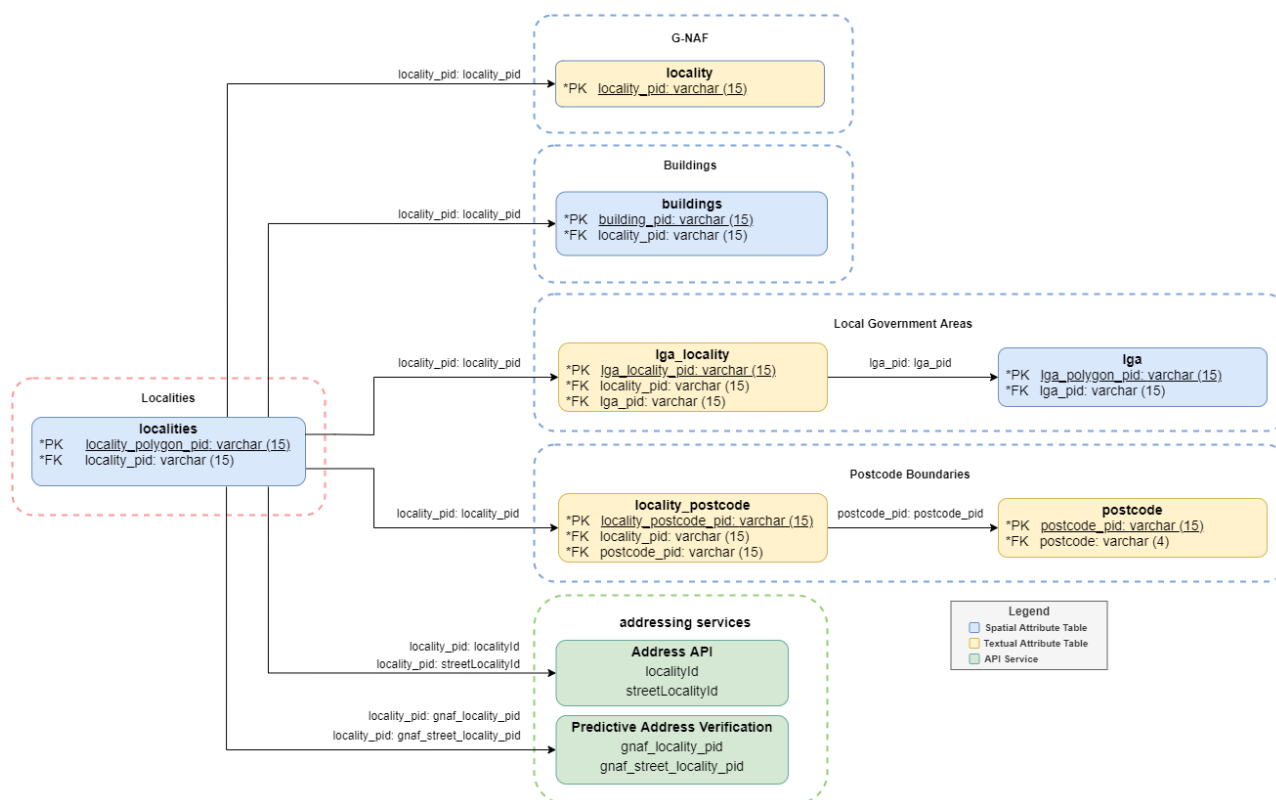 G-NAF
locality_pid: locality_pid
locality
*PK locality_pid: varchar (15)
Buildings
locality_pid: locality_pid
buildings
*PK building_pid: varchar (15)
*FK locality_pid: varchar (15)
Local Government Areas
locality_pid: locality_pid
lga_locality
*PK lga_locality_pid: varchar (15)
*FK locality_pid: varchar (15)
*FK lga_pid: varchar (15)
lga_pid: lga_pid
lga
*PK lga_polygon_pid: varchar (15)
*FK lga_pid: varchar (15)
Localities
localities
*PK locality_polygon_pid: varchar (15)
*FK locality_pid: varchar (15)
Postcode Boundaries
locality_pid: locality_pid
locality_postcode
*PK locality_postcode_pid: varchar (15)
*FK locality_pid: varchar (15)
*FK postcode_pid: varchar (15)
postcode_pid: postcode_pid
postcode
*PK postcode_pid: varchar (15)
*FK postcode: varchar (4)
addressing services
locality_pid: localityId
locality_pid: streetLocalityId
Address API
localityId
streetLocalityId
locality_pid: gnaf_locality_pid
locality_pid: gnaf_street_locality_pid
Predictive Address Verification
gnaf_locality_pid
gnaf_street_locality_pid
Legend
Spatial Attribute Table
Textual Attribute Table
API Service